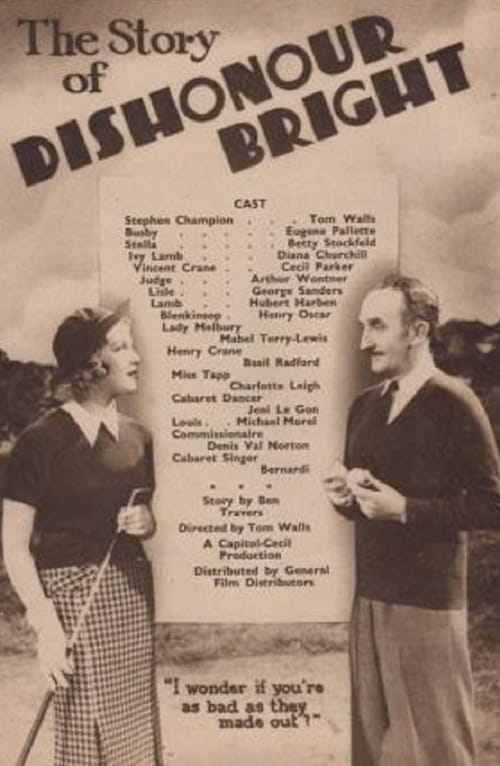 The Story
of
DISHONOUR
BRIGHT
CAST
Stephen Champion . . . Tom Walls
Busby . . . . . Eugene Pallette
Stella . . . . . Betty Stockfeld
Ivy Lamb . . . Diana Churchill
Vincent Crane . . Cecil Parker
Judge . . . Arthur Wontner
Lisle . . . George Sanders
Lamb . . . Hubert Harben
Blenkinsop . Henry Oscar
Lady Melbury
Mabel Terry-Lewis
Henry Crane
Basil Radford
Miss Tapp
Charlotte Leigh
Cabaret Dancer
Jeni Le Gon
Louis . . Michael Morel
Commissionaire
Denis Val Norton
Cabaret Singer
Bernardi
* * *
Story by Ben
Travers
Directed by Tom Walls
A Capitol-Cecil
Production
Distributed by General
Film Distributors
"I wonder if you're
as bad as they
made out?"